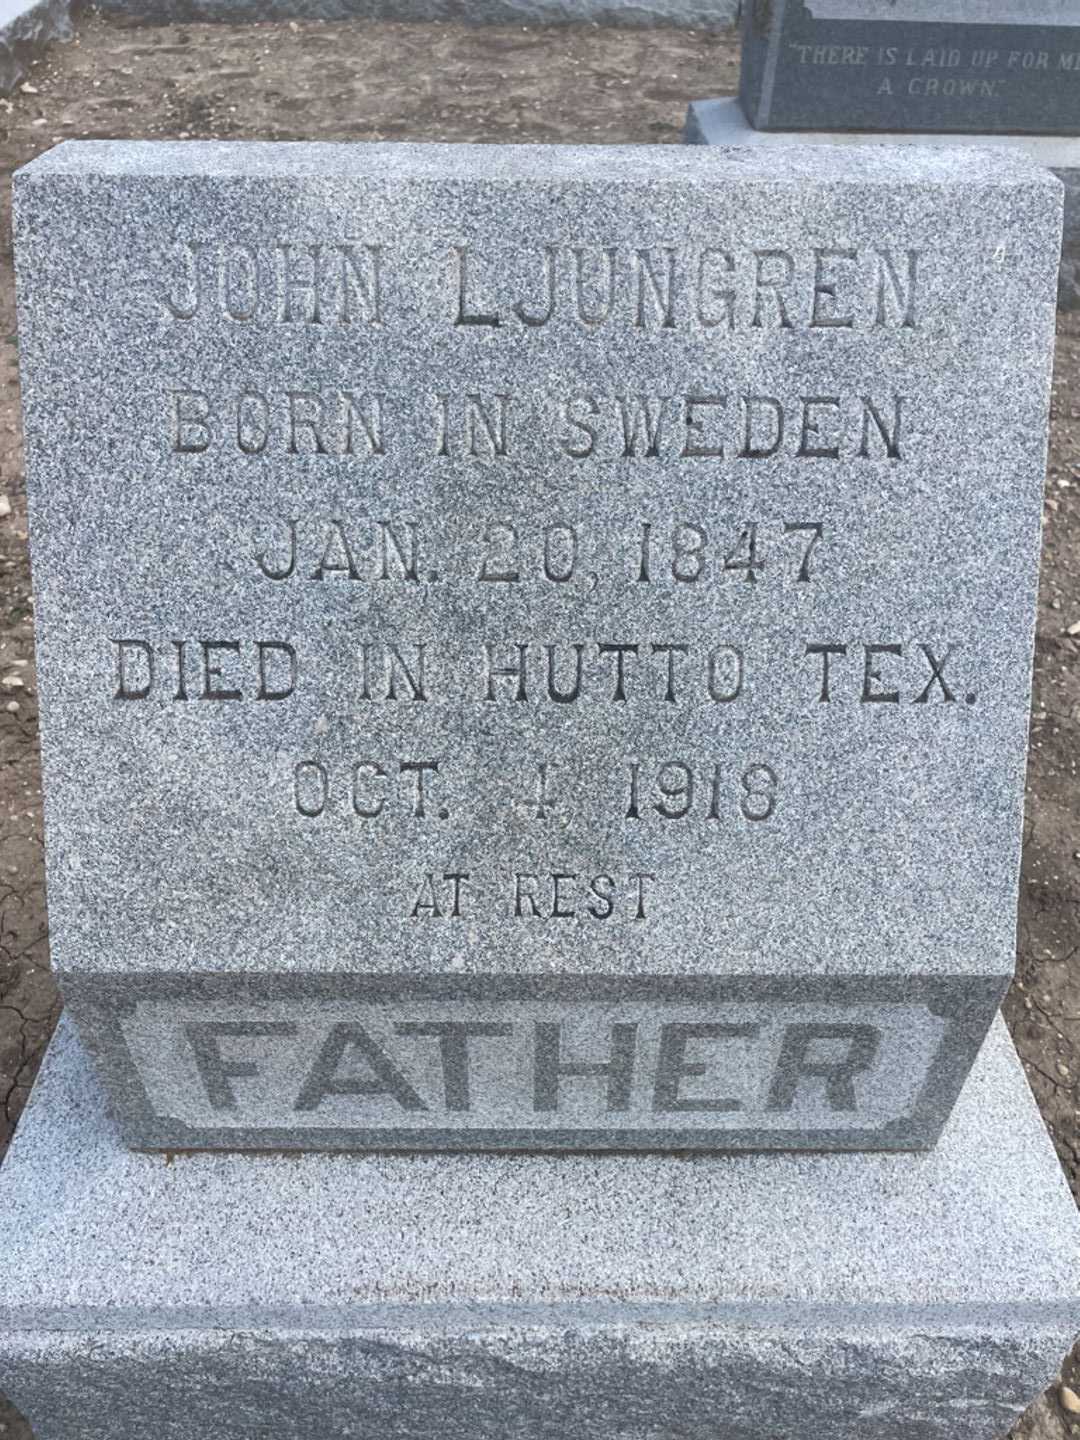 "THERE IS LAID UP FOR ME
A CROWN."
JOHN LJUNGREN
BORN IN SWEDEN
JAN. 20, 1847
DIED IN HUTTO TEX.
OCT. 4 1918
AT REST
FATHER